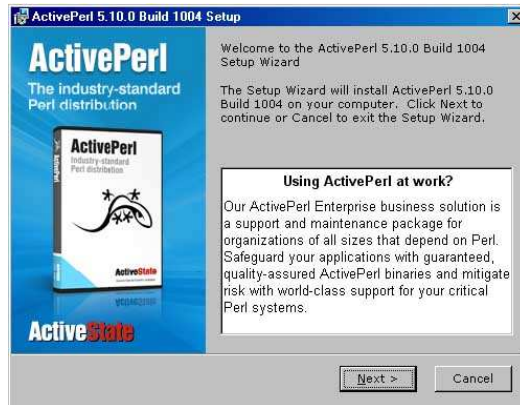 ActivePerl 5.10.0 Build 1004 Setup
ActivePerl
The industry-standard
Perl distribution
ActivePerl
Industry-standard
Perl distribution
ActiveState
ActiveState
Welcome to the ActivePerl 5.10.0 Build 1004
Setup Wizard
The Setup Wizard will install ActivePerl 5.10.0
Build 1004 on your computer. Click Next to
continue or Cancel to exit the Setup Wizard.
Using ActivePerl at work?
Our ActivePerl Enterprise business solution is
a support and maintenance package for
organizations of all sizes that depend on Perl.
Safeguard your applications with guaranteed,
quality-assured ActivePerl binaries and mitigate
risk with world-class support for your critical
Perl systems.
Next >
Cancel